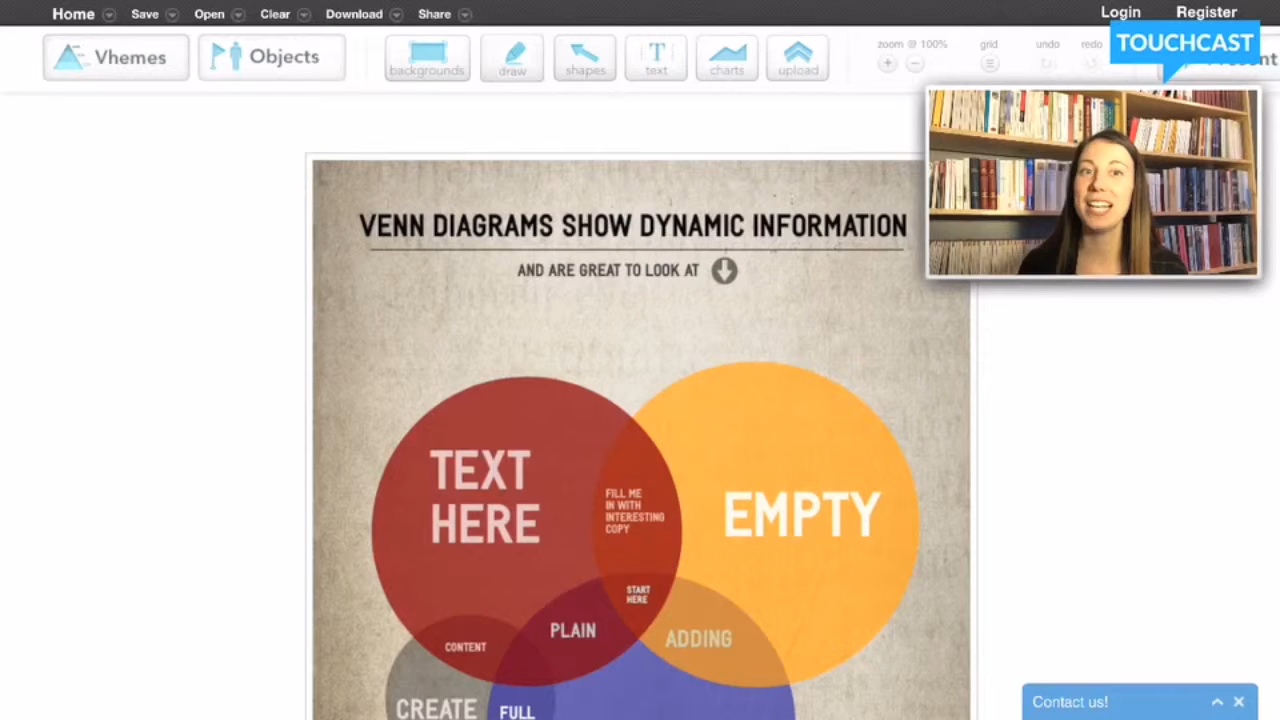 Home Save Open Clear Download Share Login Register
TOUCHCAST
Vhemes Objects backgrounds draw shapes text charts upload zoom @ 100% grid undo redo
VENN DIAGRAMS SHOW DYNAMIC INFORMATION
AND ARE GREAT TO LOOK AT
TEXT
HERE
FILL ME
IN WITH
INTERESTING
COPY
EMPTY
START
HERE
PLAIN
ADDING
CONTENT
CREATE
FULL
Contact us!